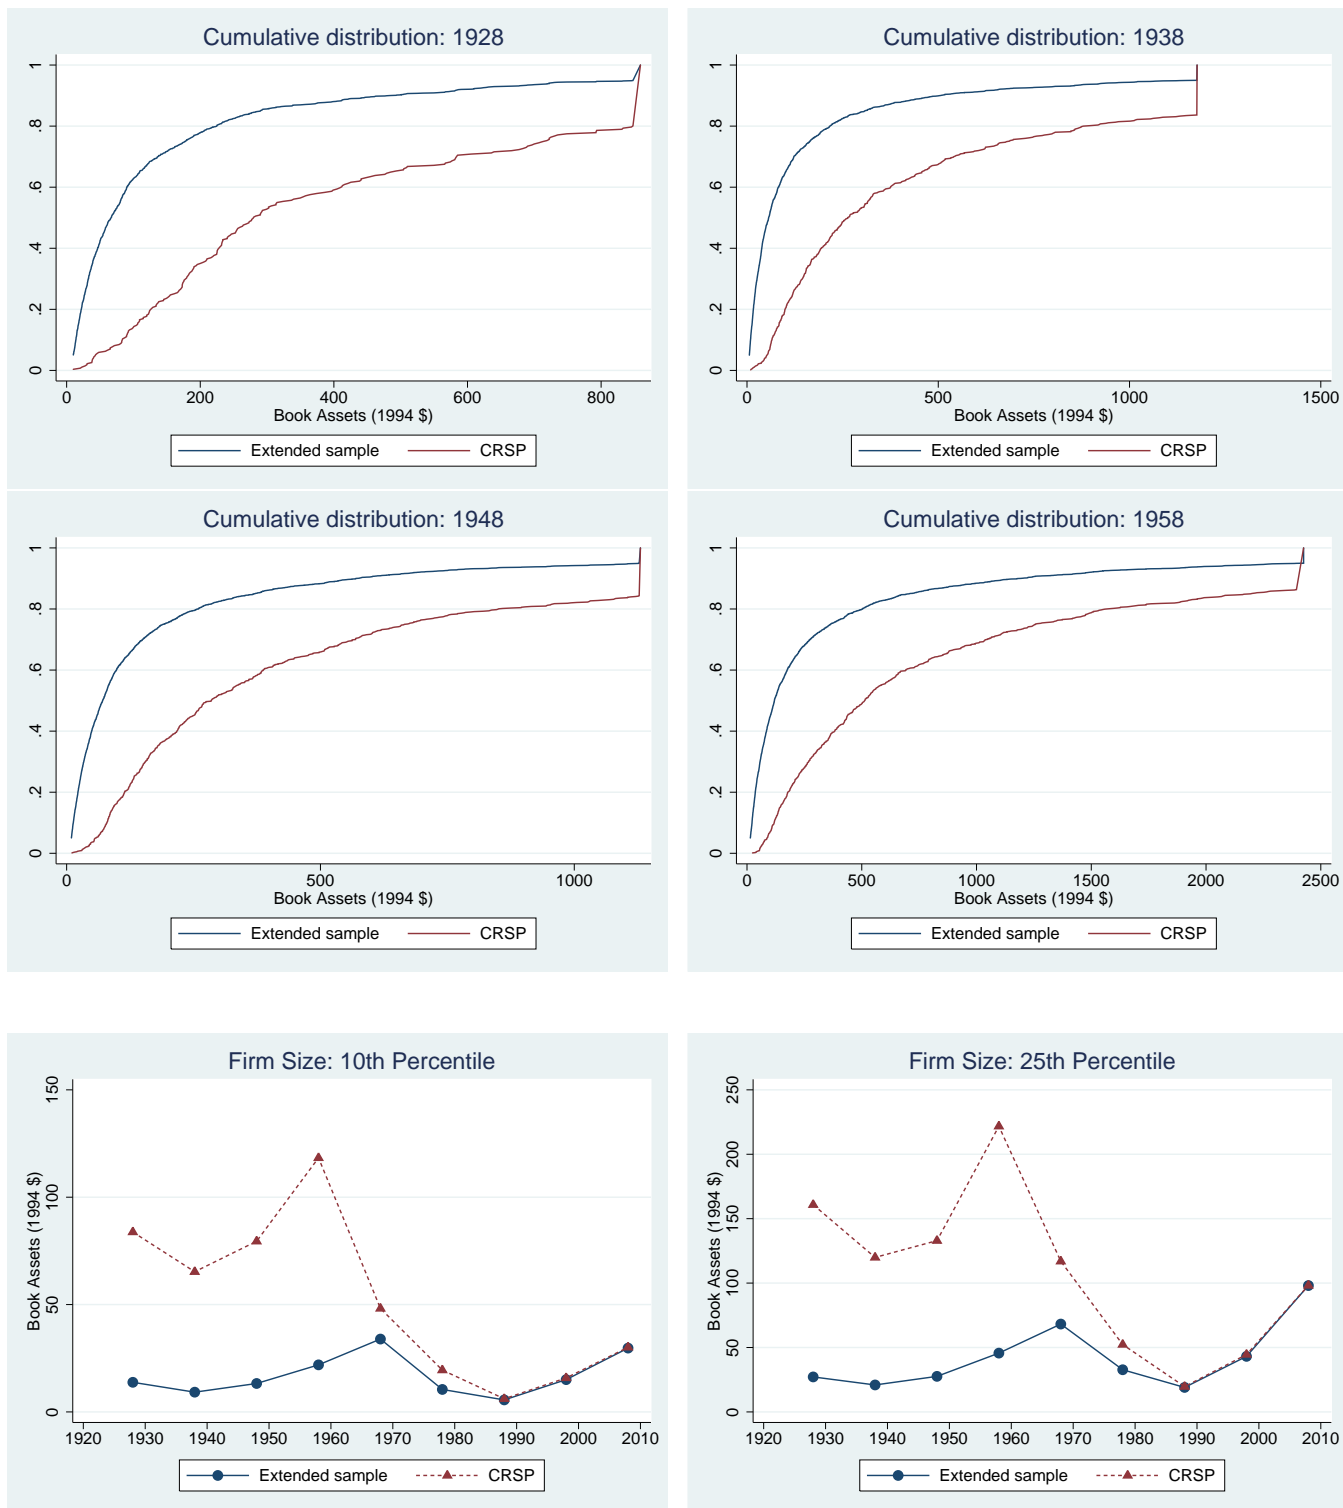 Cumulative distribution: 1928
1
.8
.6
.4
.2
0
0 200 400 600 800
Book Assets (1994 $)
Extended sample CRSP
Cumulative distribution: 1938
1
.8
.6
.4
.2
0
0 500 1000 1500
Book Assets (1994 $)
Extended sample CRSP
Cumulative distribution: 1948
1
.8
.6
.4
.2
0
0 500 1000
Book Assets (1994 $)
Extended sample CRSP
Cumulative distribution: 1958
1
.8
.6
.4
.2
0
0 500 1000 1500 2000 2500
Book Assets (1994 $)
Extended sample CRSP
Firm Size: 10th Percentile
Book Assets (1994 $)
150
100
50
0
1920 1930 1940 1950 1960 1970 1980 1990 2000 2010
Extended sample CRSP
Firm Size: 25th Percentile
Book Assets (1994 $)
250
200
150
100
50
0
1920 1930 1940 1950 1960 1970 1980 1990 2000 2010
Extended sample CRSP